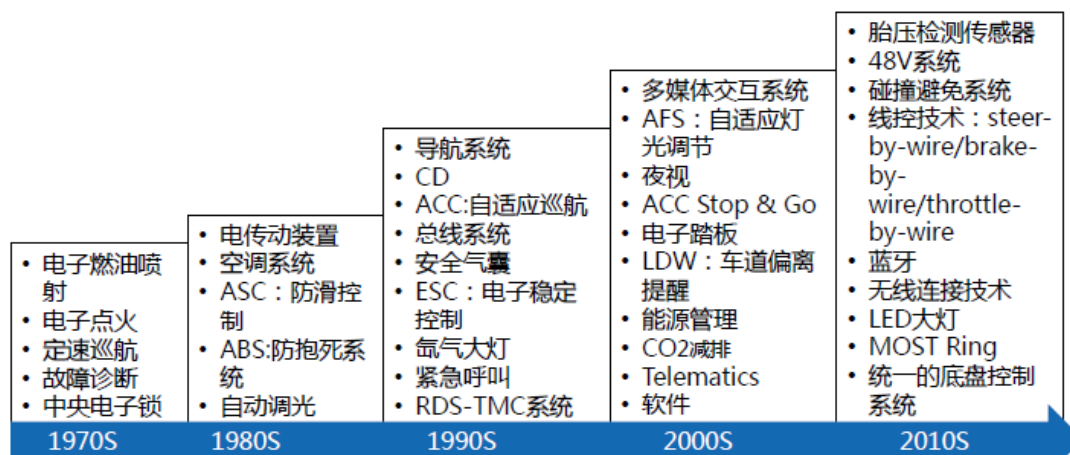 • 电子燃油喷
射
• 电子点火
• 定速巡航
• 故障诊断
• 中央电子锁
1970S
• 电传动装置
• 空调系统
• ASC：防滑控
制
• ABS:防抱死系
统
• 自动调光
1980S
• 导航系统
• CD
• ACC:自适应巡航
• 总线系统
• 安全气囊
• ESC：电子稳定
控制
• 氙气大灯
• 紧急呼叫
• RDS-TMC系统
1990S
• 多媒体交互系统
• AFS：自适应灯
光调节
• 夜视
• ACC Stop & Go
• 电子踏板
• LDW：车道偏离
提醒
• 能源管理
• CO2减排
• Telematics
• 软件
2000S
• 胎压检测传感器
• 48V系统
• 碰撞避免系统
• 线控技术：steer-
by-wire/brake-
by-
wire/throttle-
by-wire
• 蓝牙
• 无线连接技术
• LED大灯
• MOST Ring
• 统一的底盘控制
系统
2010S